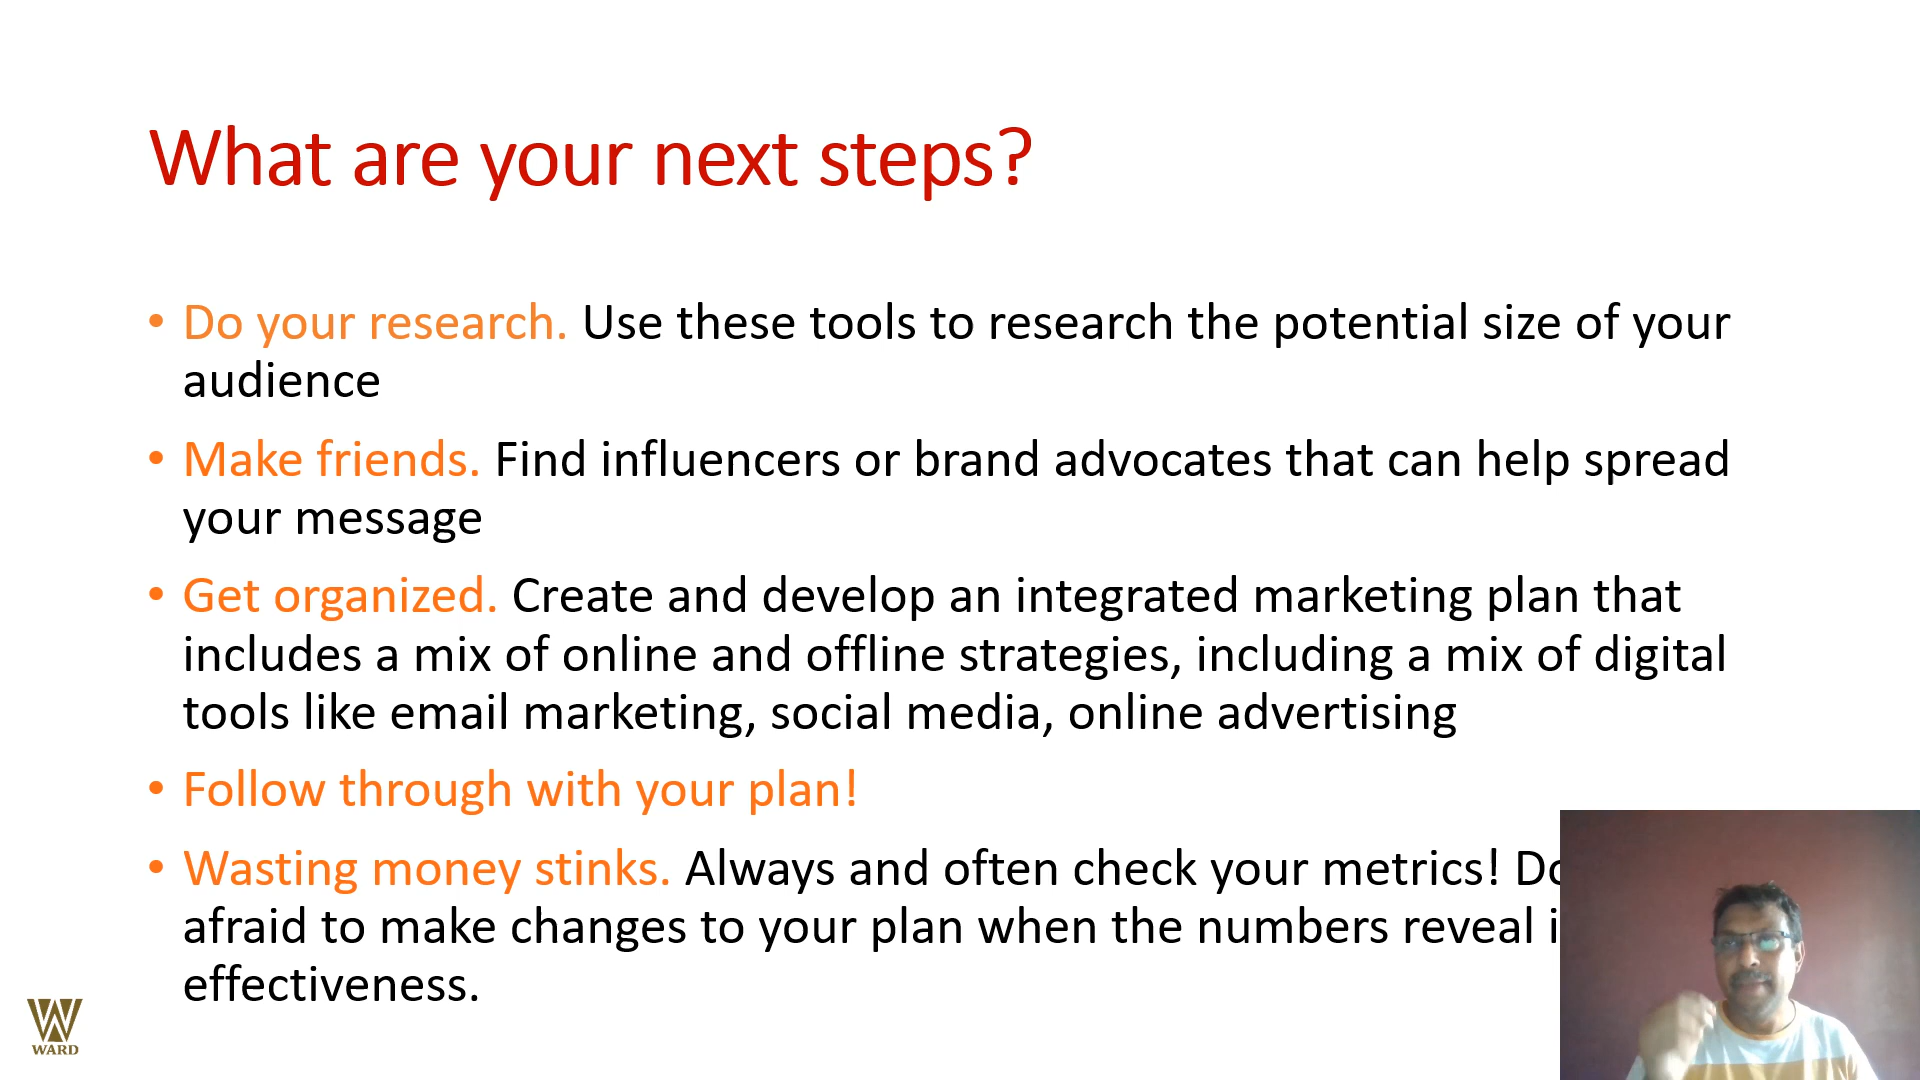 What are your next steps?
• Do your research. Use these tools to research the potential size of your
audience
• Make friends. Find influencers or brand advocates that can help spread
your message
• Get organized. Create and develop an integrated marketing plan that
includes a mix of online and offline strategies, including a mix of digital
tools like email marketing, social media, online advertising
• Follow through with your plan!
• Wasting money stinks. Always and often check your metrics!
afraid to make changes to your plan when the numbers reveal
effectiveness.
WARD